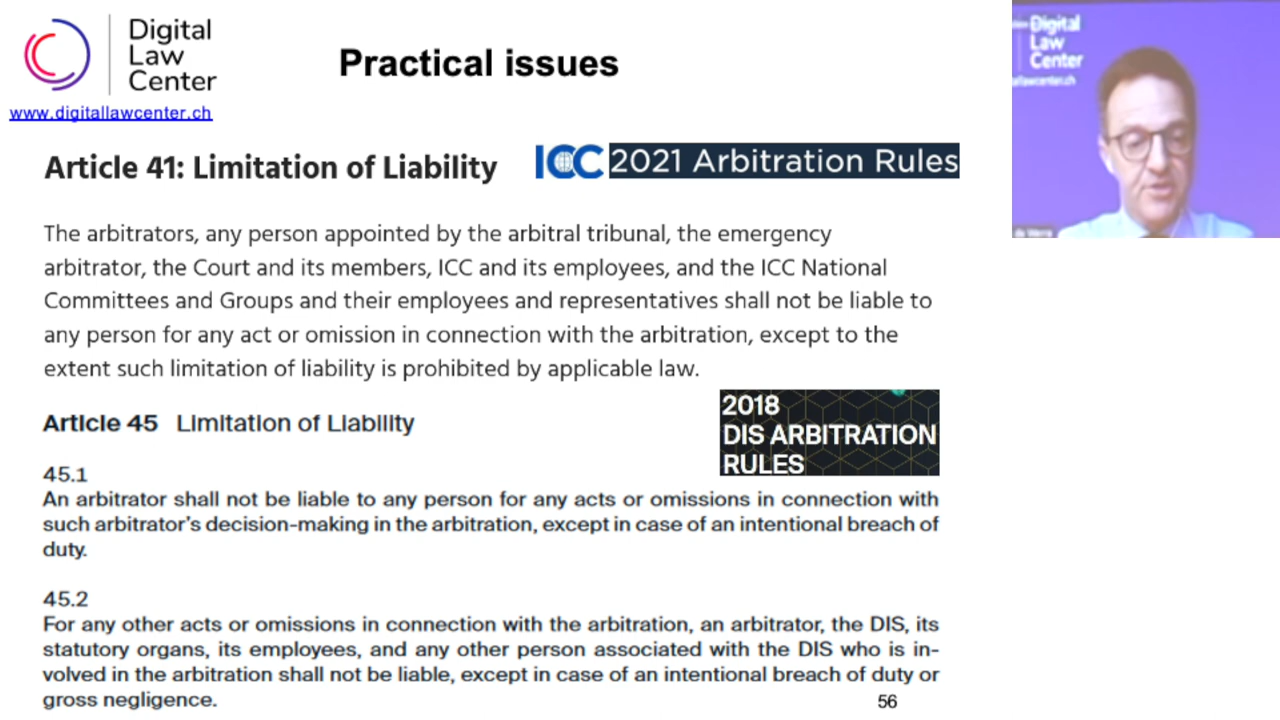 Digital
Law
Center
www.digitallawcenter.ch
Practical issues
Article 41: Limitation of Liability
ICC 2021 Arbitration Rules
The arbitrators, any person appointed by the arbitral tribunal, the emergency
arbitrator, the Court and its members, ICC and its employees, and the ICC National
Committees and Groups and their employees and representatives shall not be liable to
any person for any act or omission in connection with the arbitration, except to the
extent such limitation of liability is prohibited by applicable law.
Article 45 Limitation of Liability
2018
DIS ARBITRATION
RULES
45.1
An arbitrator shall not be liable to any person for any acts or omissions in connection with
such arbitrator's decision-making in the arbitration, except in case of an intentional breach of
duty.
45.2
For any other acts or omissions in connection with the arbitration, an arbitrator, the DIS, its
statutory organs, its employees, and any other person associated with the DIS who is in-
volved in the arbitration shall not be liable, except in case of an intentional breach of duty or
gross negligence.
56
Digital
Law
Center